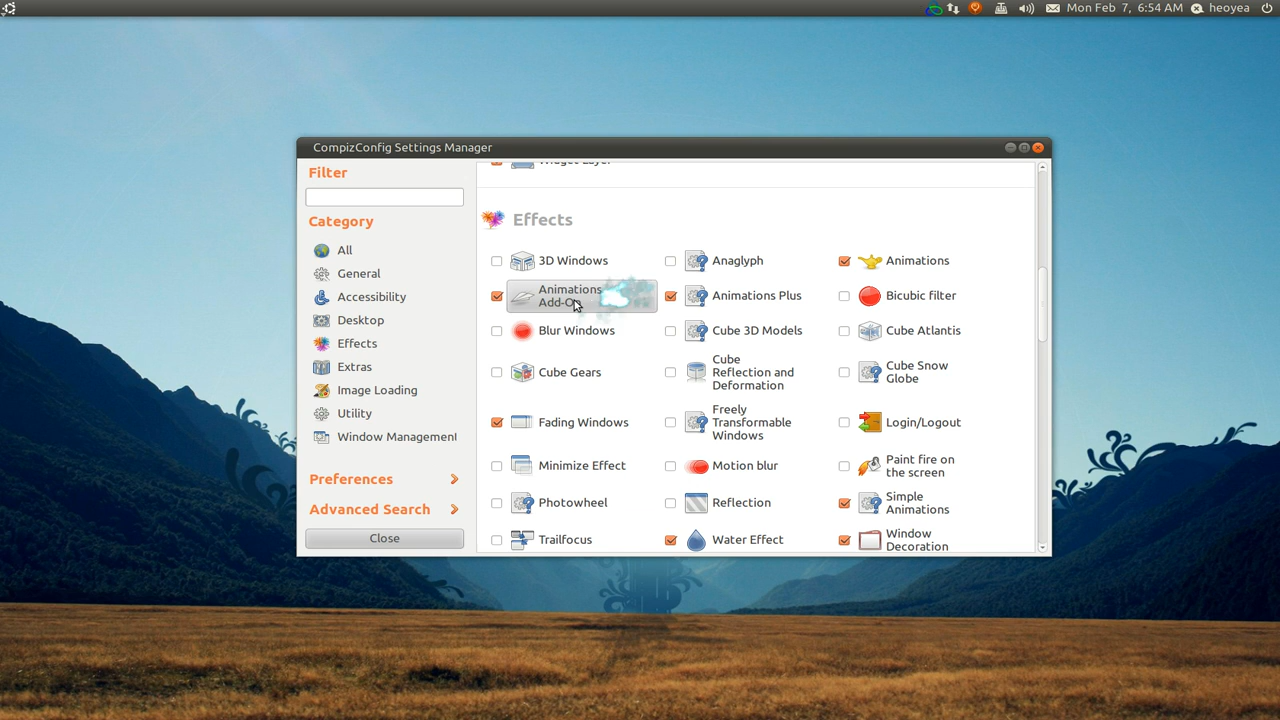 Mon Feb 7, 6:54 AM heoyea
CompizConfig Settings Manager
Filter
Category
All
General
Accessibility
Desktop
Effects
Extras
Image Loading
Utility
Window Management
Preferences
Advanced Search
Close
Widget Layer
Effects
3D Windows
Anaglyph
Animations
Animations
Add-On
Animations Plus
Bicubic filter
Blur Windows
Cube 3D Models
Cube Atlantis
Cube Gears
Cube
Reflection and
Deformation
Cube Snow
Globe
Fading Windows
Freely
Transformable
Windows
Login/Logout
Minimize Effect
Motion blur
Paint fire on
the screen
Photowheel
Reflection
Simple
Animations
Trailfocus
Water Effect
Window
Decoration